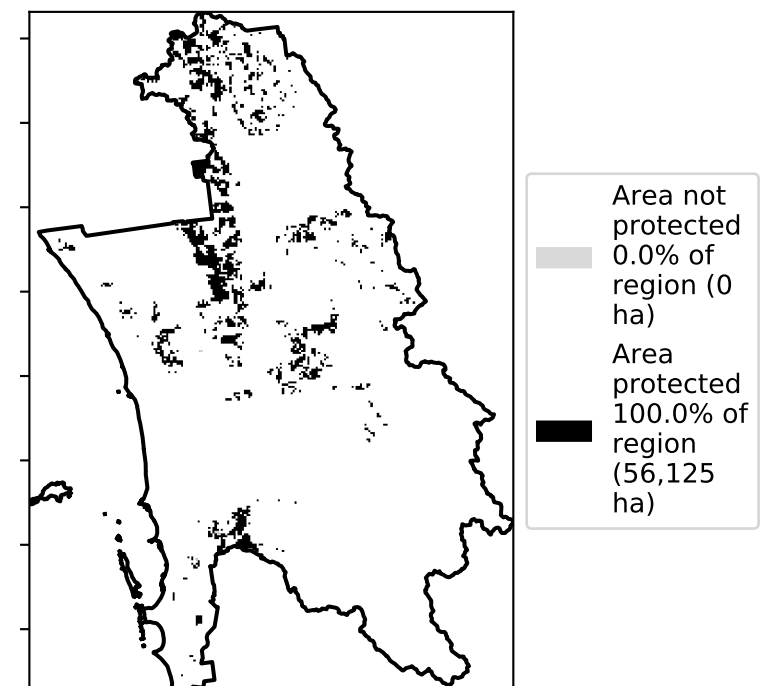 Area not
protected
0.0% of
region (0
ha)
Area
protected
100.0% of
region
(56,125
ha)